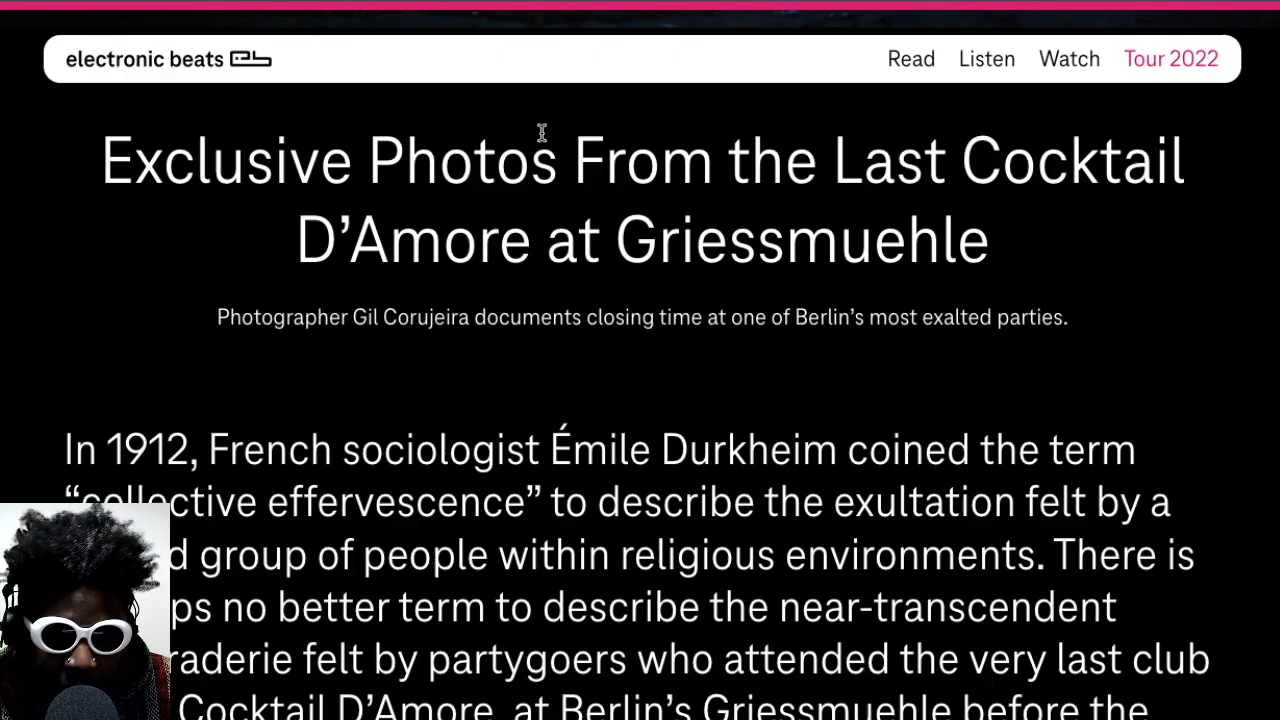 electronic beats
Read Listen Watch Tour 2022
Exclusive Photos From the Last Cocktail
D’Amore at Griessmuehle
Photographer Gil Corujeira documents closing time at one of Berlin’s most exalted parties.
In 1912, French sociologist Émile Durkheim coined the term
“collective effervescence” to describe the exultation felt by a
group of people within religious environments. There is
no better term to describe the near-transcendent
felt by partygoers who attended the very last club
Cocktail D’Amore, at Berlin’s Griessmuehle before the